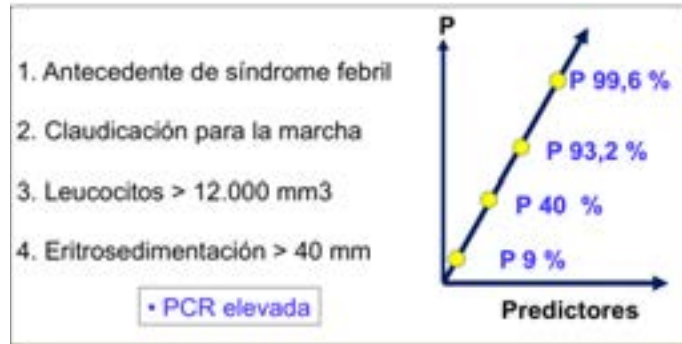 1. Antecedente de síndrome febril
2. Claudicación para la marcha
3. Leucocitos > 12.000 mm3
4. Eritrosedimentación > 40 mm
• PCR elevada
P
P 99,6 %
P 93,2 %
P 40 %
P 9 %
Predictores